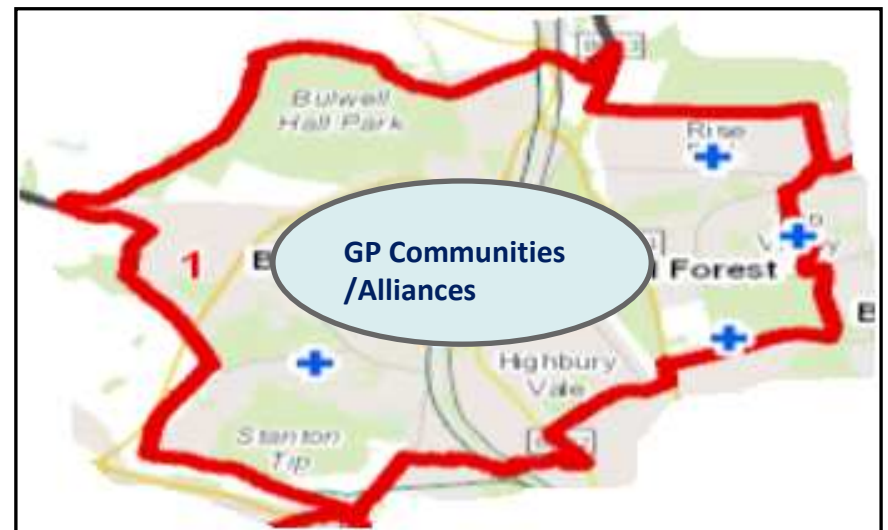 Bulwell
Hall Park
Rise
1
GP Communities
/Alliances
Forest
Highbury
Vale
Stanton
Tip